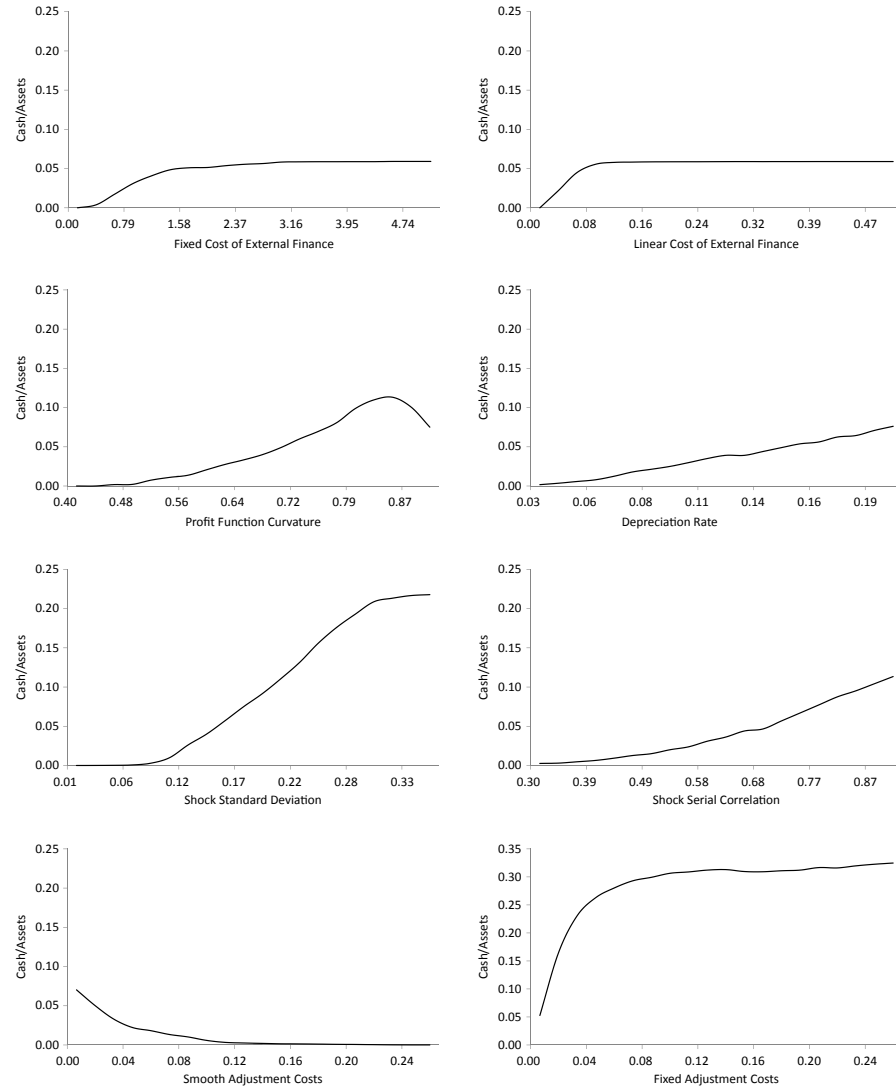 0.25
0.20
0.15
0.10
0.05
0.00
Cash/Assets
0.00 0.79 1.58 2.37 3.16 3.95 4.74
Fixed Cost of External Finance
0.25
0.20
0.15
0.10
0.05
0.00
Cash/Assets
0.00 0.08 0.16 0.24 0.32 0.39 0.47
Linear Cost of External Finance
0.25
0.20
0.15
0.10
0.05
0.00
Cash/Assets
0.40 0.48 0.56 0.64 0.72 0.79 0.87
Profit Function Curvature
0.25
0.20
0.15
0.10
0.05
0.00
Cash/Assets
0.03 0.06 0.08 0.11 0.14 0.16 0.19
Depreciation Rate
0.25
0.20
0.15
0.10
0.05
0.00
Cash/Assets
0.01 0.06 0.12 0.17 0.22 0.28 0.33
Shock Standard Deviation
0.25
0.20
0.15
0.10
0.05
0.00
Cash/Assets
0.30 0.39 0.49 0.58 0.68 0.77 0.87
Shock Serial Correlation
0.25
0.20
0.15
0.10
0.05
0.00
Cash/Assets
0.00 0.04 0.08 0.12 0.16 0.20 0.24
Smooth Adjustment Costs
0.35
0.30
0.25
0.20
0.15
0.10
0.05
0.00
Cash/Assets
0.00 0.04 0.08 0.12 0.16 0.20 0.24
Fixed Adjustment Costs